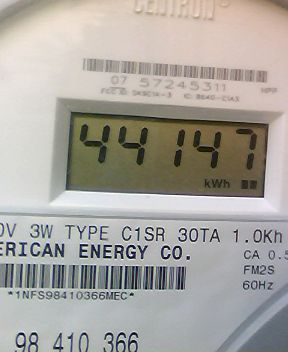 CENTRON
07 57245311
44147
kWh
0V 3W TYPE C1SR 30TA 1.0Kh
ERICAN ENERGY CO.
CA 0.5
FM2S
60Hz
*1NFS98410366MEC*
98 410 366